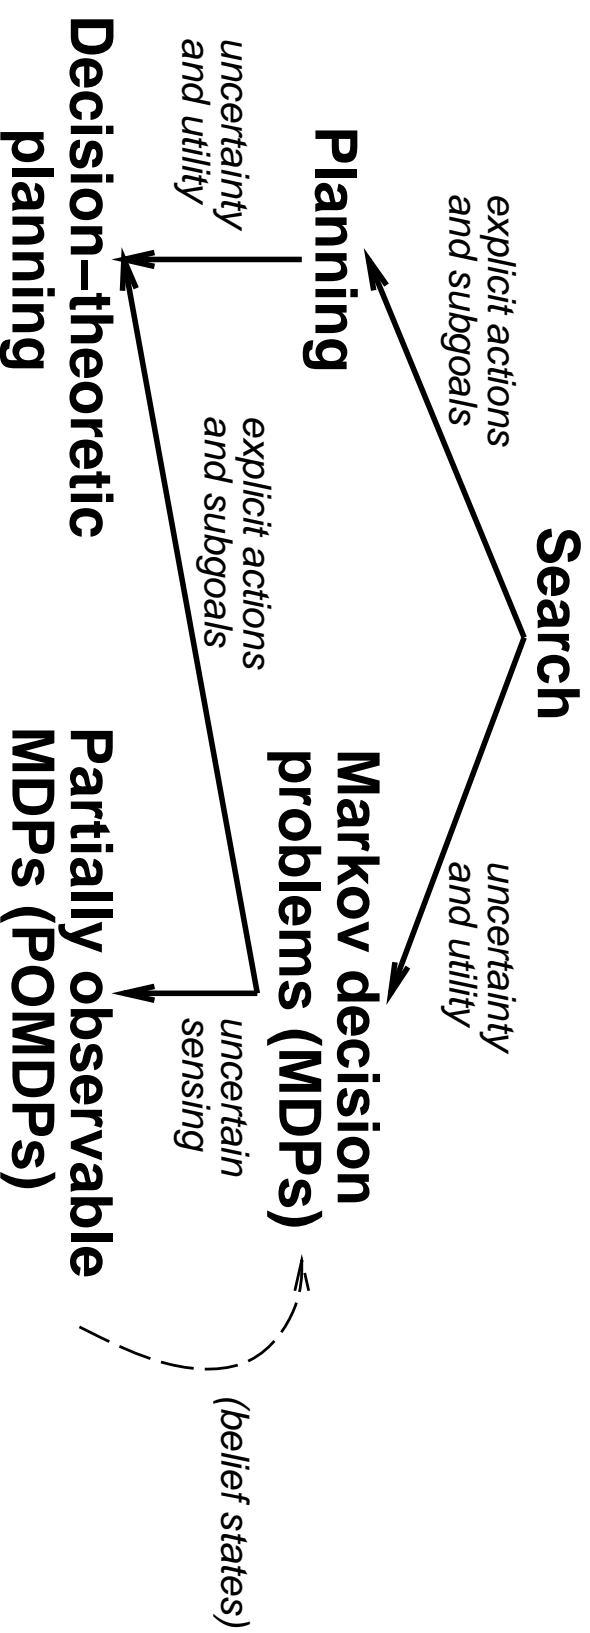 Search
explicit actions
and subgoals
uncertainty
and utility
Planning
Markov decision
problems (MDPs)
uncertainty
and utility
explicit actions
and subgoals
uncertain
sensing
(belief states)
Decision−theoretic
planning
Partially observable
MDPs (POMDPs)